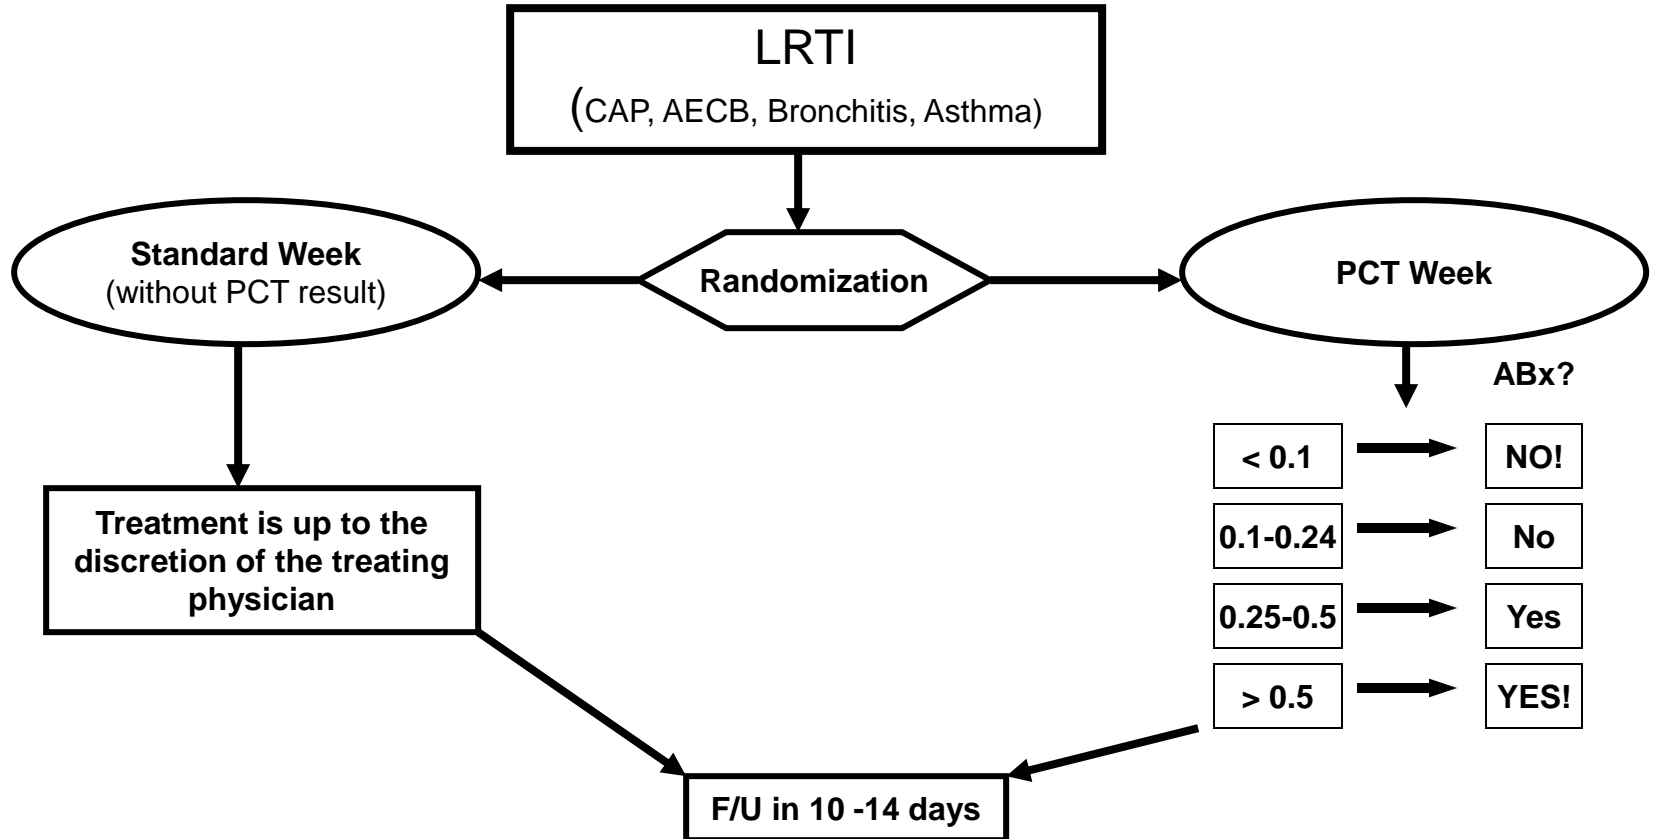 LRTI
(CAP, AECB, Bronchitis, Asthma)
Standard Week
(without PCT result)
Randomization
PCT Week
ABx?
< 0.1
NO!
0.1-0.24
No
0.25-0.5
Yes
> 0.5
YES!
Treatment is up to the
discretion of the treating
physician
F/U in 10 -14 days